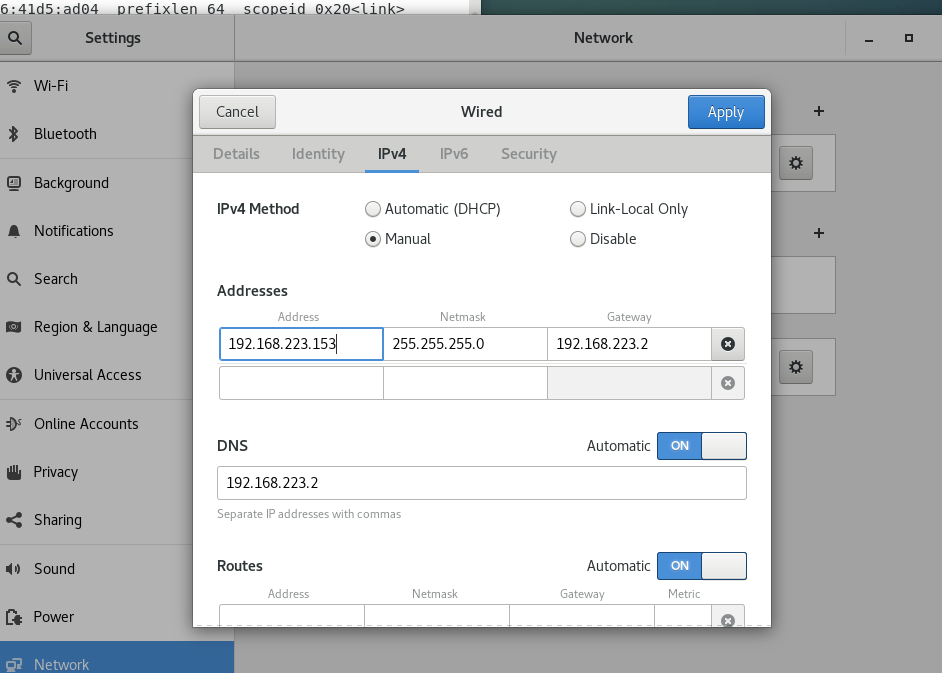 6:41d5:ad04  prefixlen 64  scopeid 0x20<link>
Settings
Network
Wi-Fi
Bluetooth
Background
Notifications
Search
Region & Language
Universal Access
Online Accounts
Privacy
Sharing
Sound
Power
Network
Cancel
Wired
Apply
Details Identity IPv4 IPv6 Security
IPv4 Method
Automatic (DHCP)
Link-Local Only
Manual
Disable
Addresses
Address Netmask Gateway
192.168.223.153 255.255.255.0 192.168.223.2
DNS
Automatic ON
192.168.223.2
Separate IP addresses with commas
Routes
Automatic ON
Address Netmask Gateway Metric